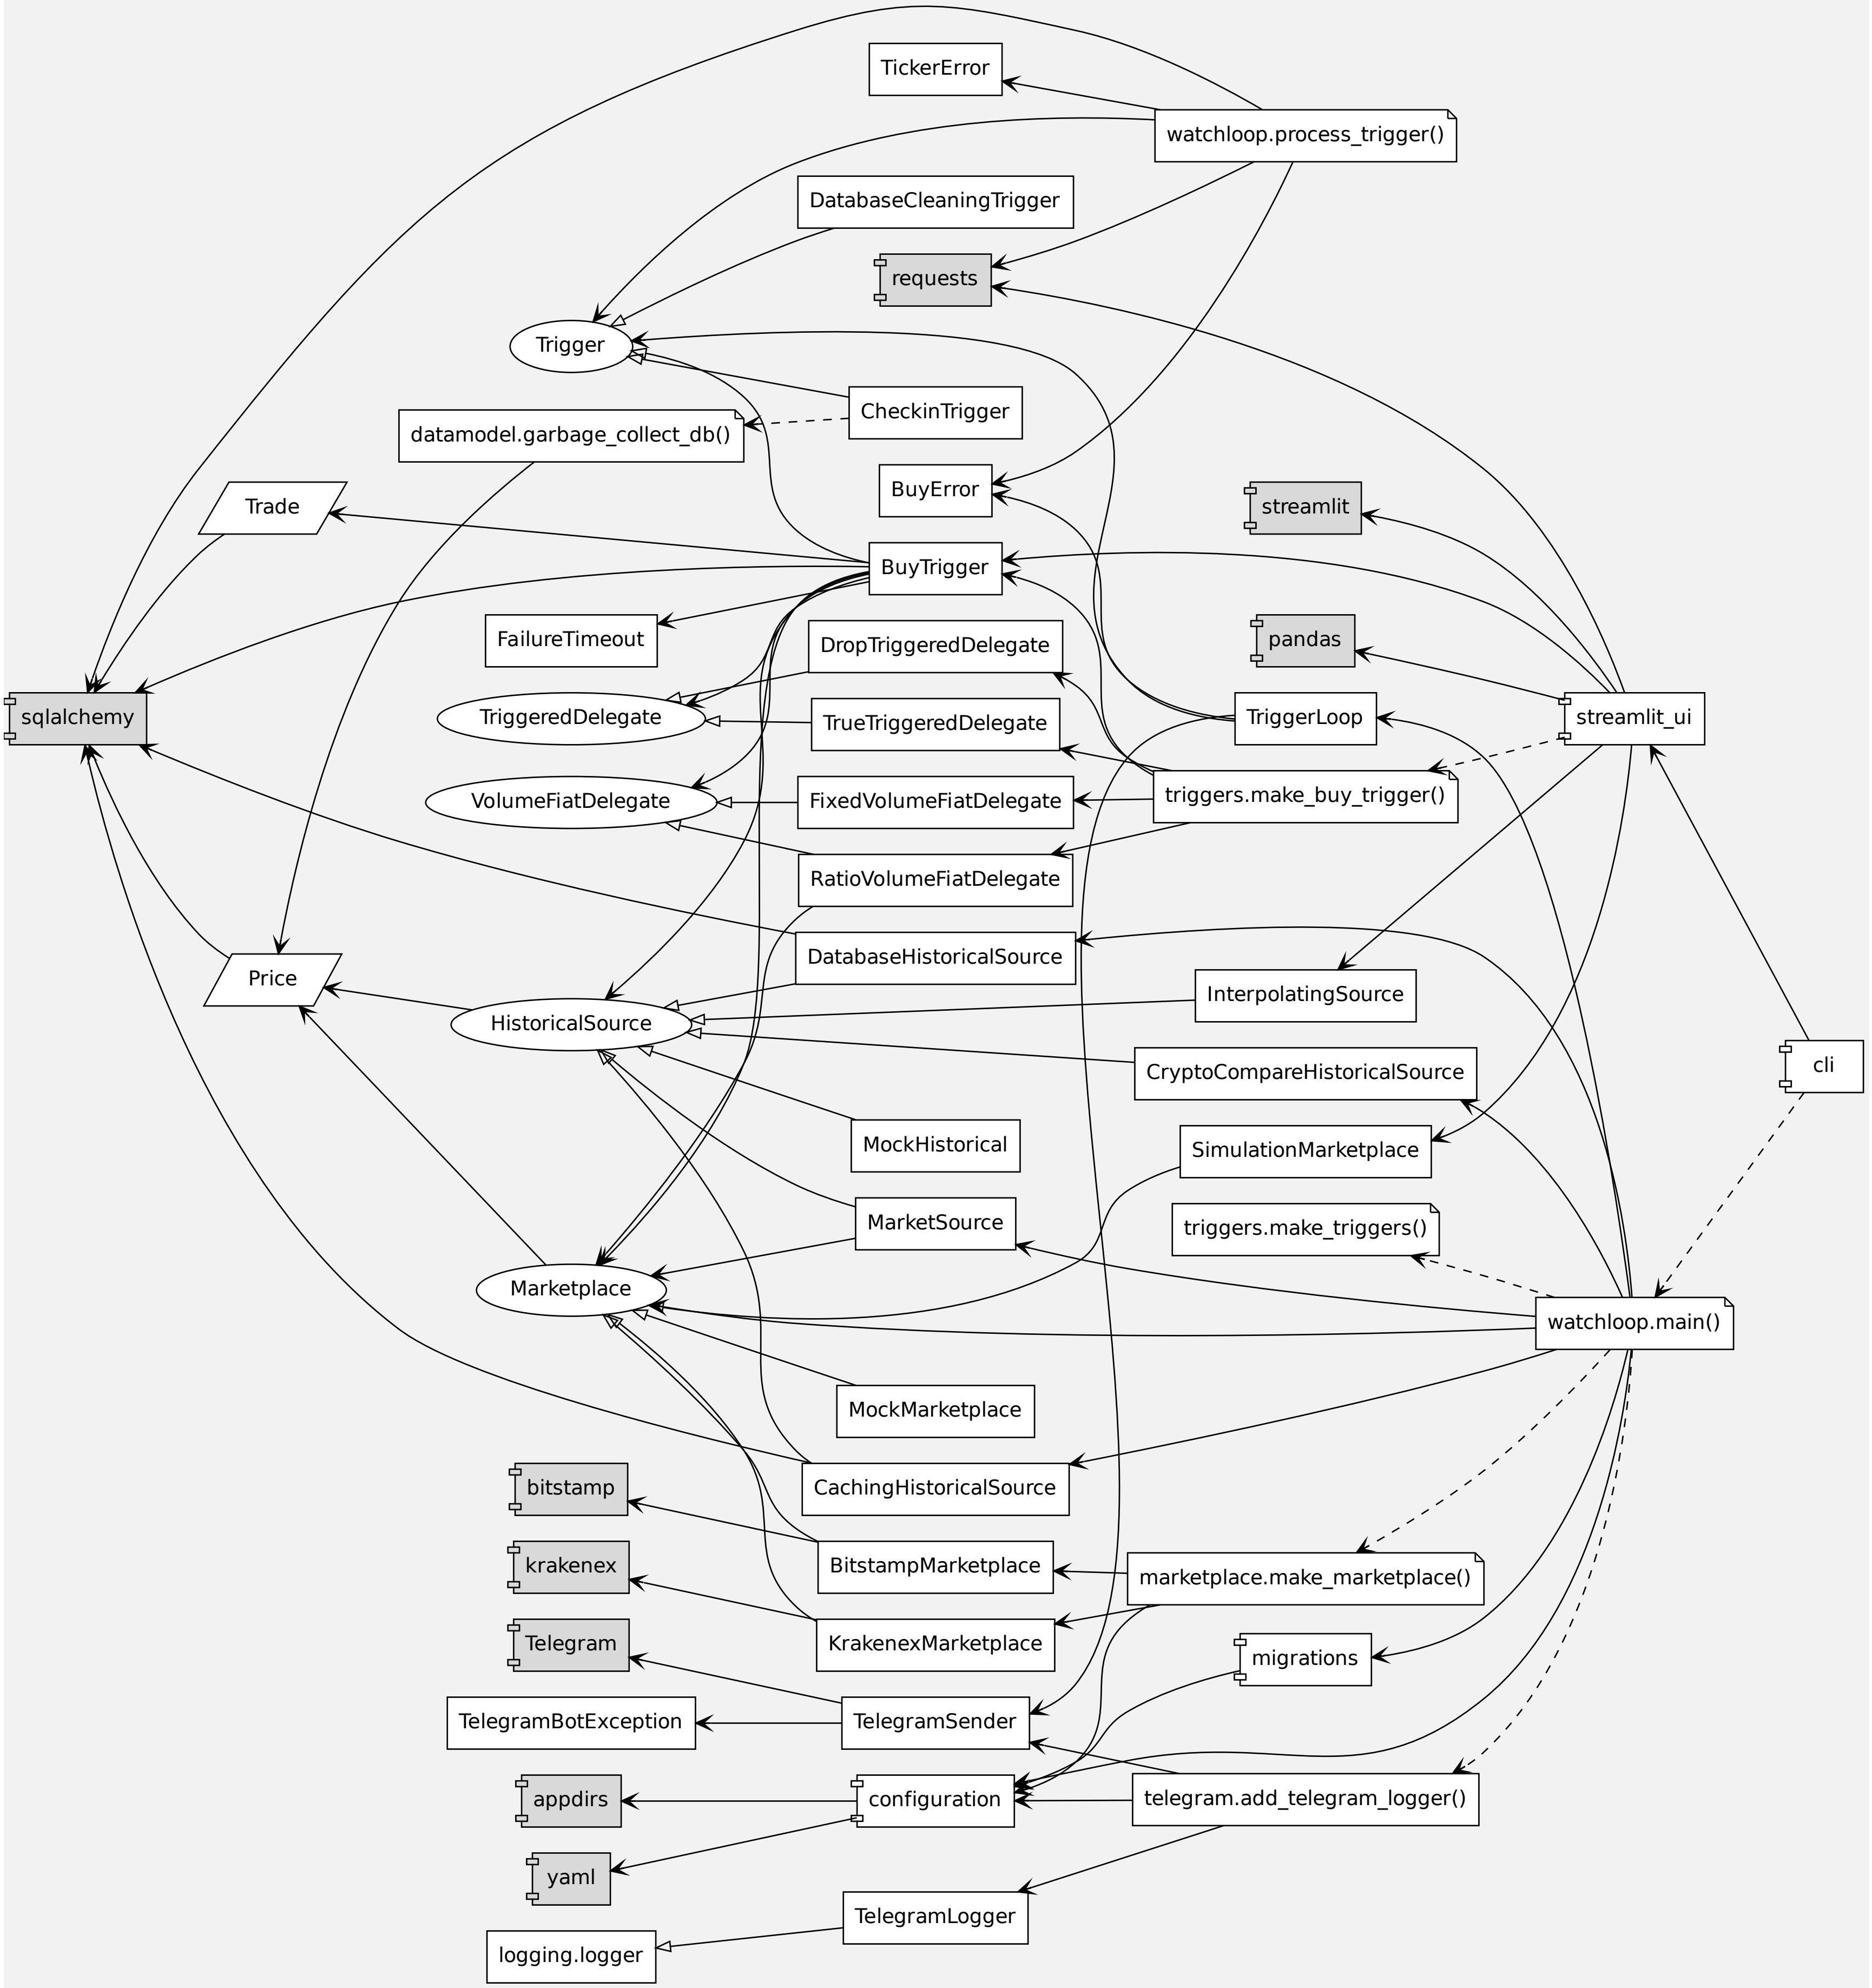 TickerError
watchloop.process_trigger()
DatabaseCleaningTrigger
requests
Trigger
CheckinTrigger
datamodel.garbage_collect_db()
BuyError
streamlit
Trade
BuyTrigger
FailureTimeout
DropTriggeredDelegate
pandas
sqlalchemy
TriggeredDelegate
TrueTriggeredDelegate
TriggerLoop
streamlit_ui
VolumeFiatDelegate
FixedVolumeFiatDelegate
triggers.make_buy_trigger()
RatioVolumeFiatDelegate
DatabaseHistoricalSource
Price
InterpolatingSource
HistoricalSource
CryptoCompareHistoricalSource
cli
MockHistorical
SimulationMarketplace
MarketSource
triggers.make_triggers()
Marketplace
watchloop.main()
MockMarketplace
bitstamp
CachingHistoricalSource
krakenex
BitstampMarketplace
marketplace.make_marketplace()
Telegram
KrakenexMarketplace
migrations
TelegramBotException
TelegramSender
appdirs
configuration
telegram.add_telegram_logger()
yaml
TelegramLogger
logging.logger